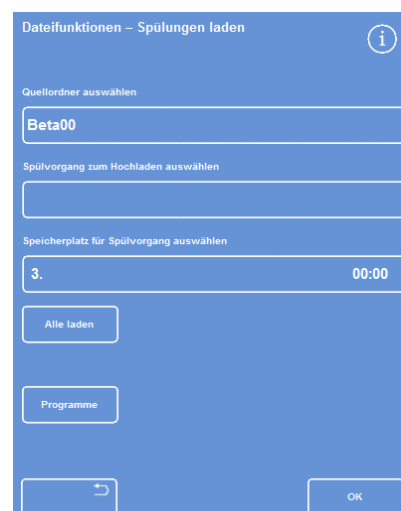 Dateifunktionen – Spülungen laden
i
Quellordner auswählen
Beta00
Spülvorgang zum Hochladen auswählen
Speicherplatz für Spülvorgang auswählen
3. 00:00
Alle laden
Programme
OK